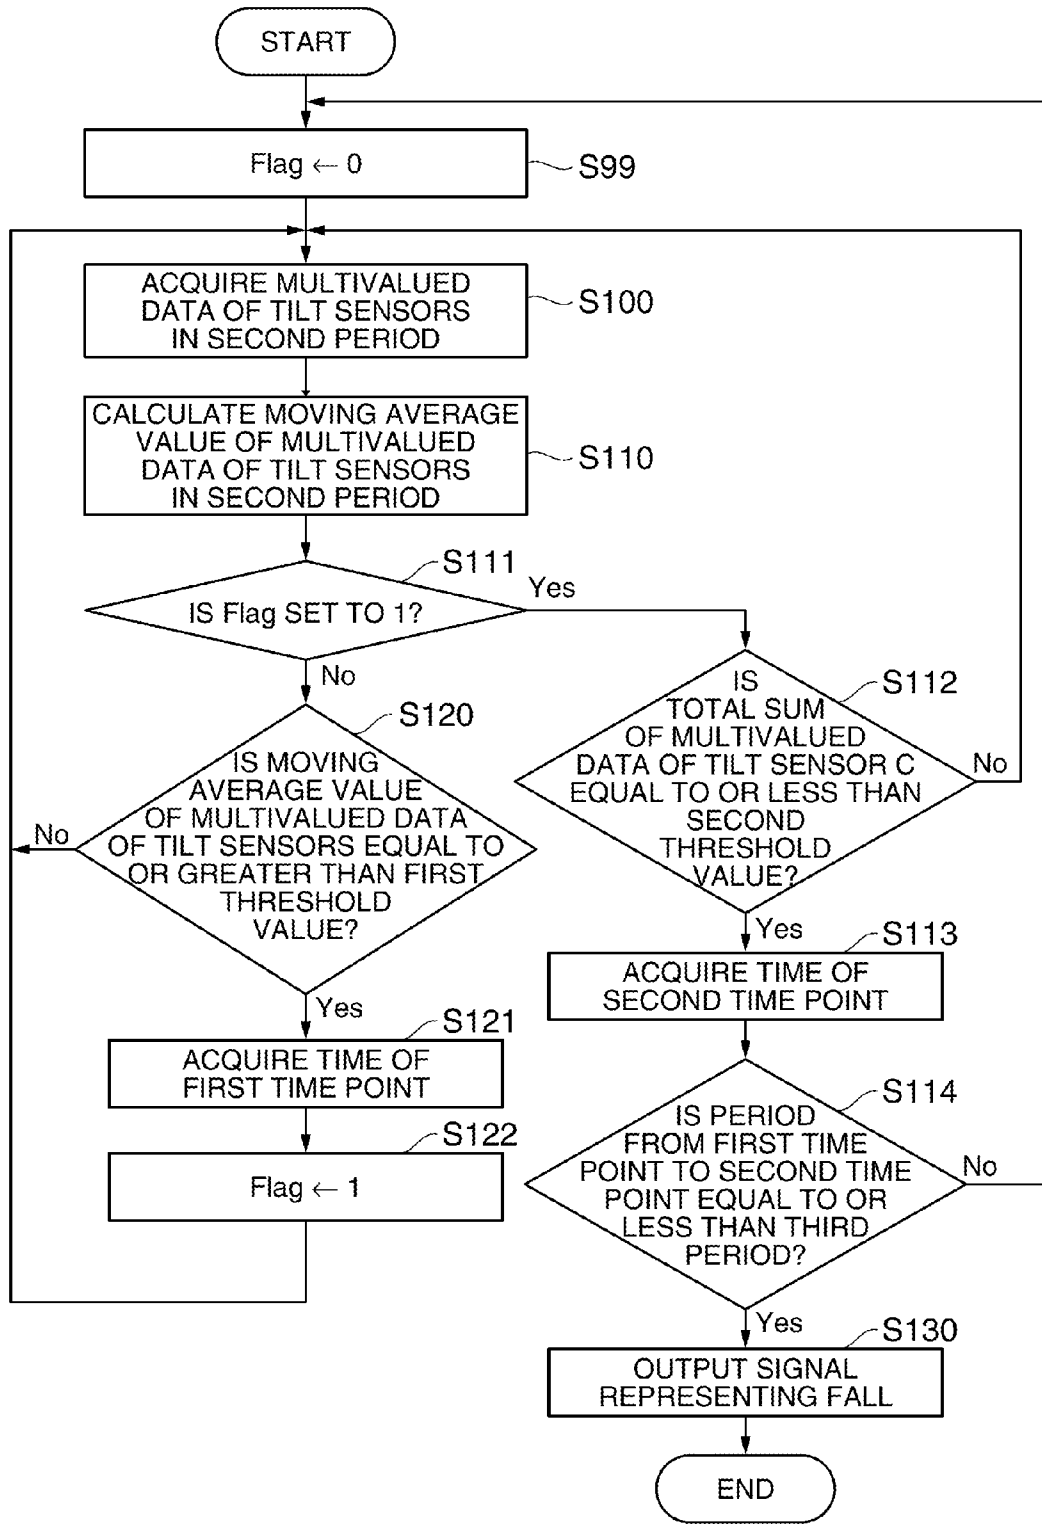 START
Flag ← 0
S99
ACQUIRE MULTIVALUED
DATA OF TILT SENSORS
IN SECOND PERIOD
S100
CALCULATE MOVING AVERAGE
VALUE OF MULTIVALUED
DATA OF TILT SENSORS
IN SECOND PERIOD
S110
S111
IS Flag SET TO 1?
Yes
No
S120
IS MOVING
AVERAGE VALUE
OF MULTIVALUED DATA
OF TILT SENSORS EQUAL TO
OR GREATER THAN FIRST
THRESHOLD
VALUE?
No
Yes
S121
ACQUIRE TIME OF
FIRST TIME POINT
S122
Flag ← 1
S112
IS
TOTAL SUM
OF MULTIVALUED
DATA OF TILT SENSOR C
EQUAL TO OR LESS THAN
SECOND
THRESHOLD
VALUE?
No
Yes
S113
ACQUIRE TIME OF
SECOND TIME POINT
S114
IS PERIOD
FROM FIRST TIME
POINT TO SECOND TIME
POINT EQUAL TO OR
LESS THAN THIRD
PERIOD?
No
Yes
S130
OUTPUT SIGNAL
REPRESENTING FALL
END